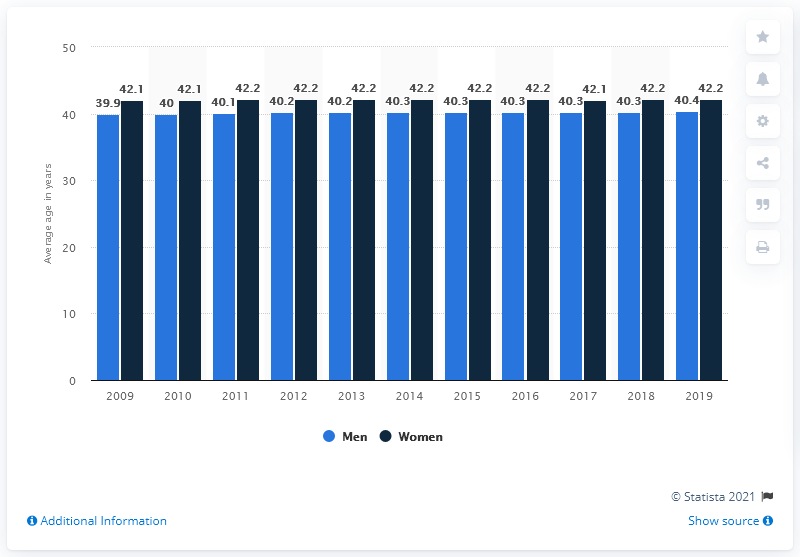 50
42.1 42.1 42.2 42.2 42.2 42.2 42.2 42.2 42.1 42.2 42.2
39.9 40 40.1 40.2 40.2 40.3 40.3 40.3 40.3 40.3 40.4
40
30
20
10
0
Average age in years
2009 2010 2011 2012 2013 2014 2015 2016 2017 2018 2019
Men Women
© Statista 2021
Additional Information Show source